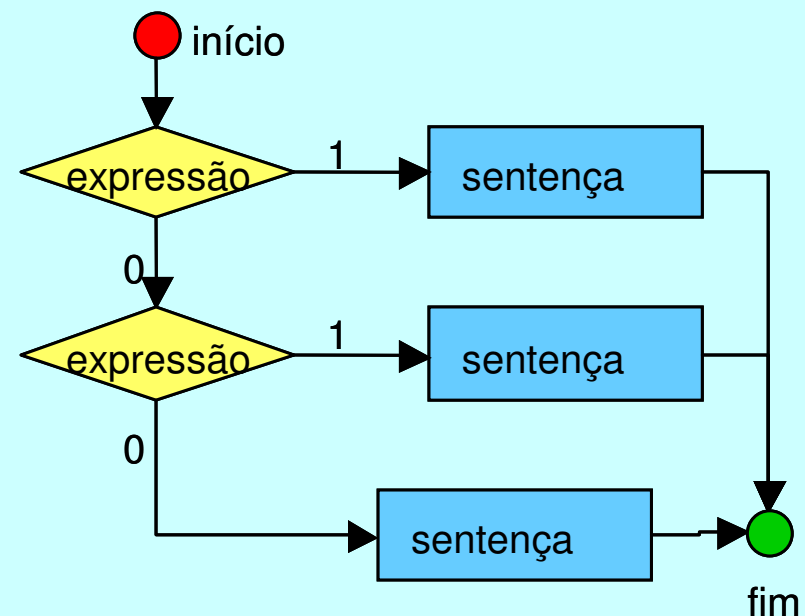 início
expressão
1
sentença
0
expressão
1
sentença
0
sentença
fim